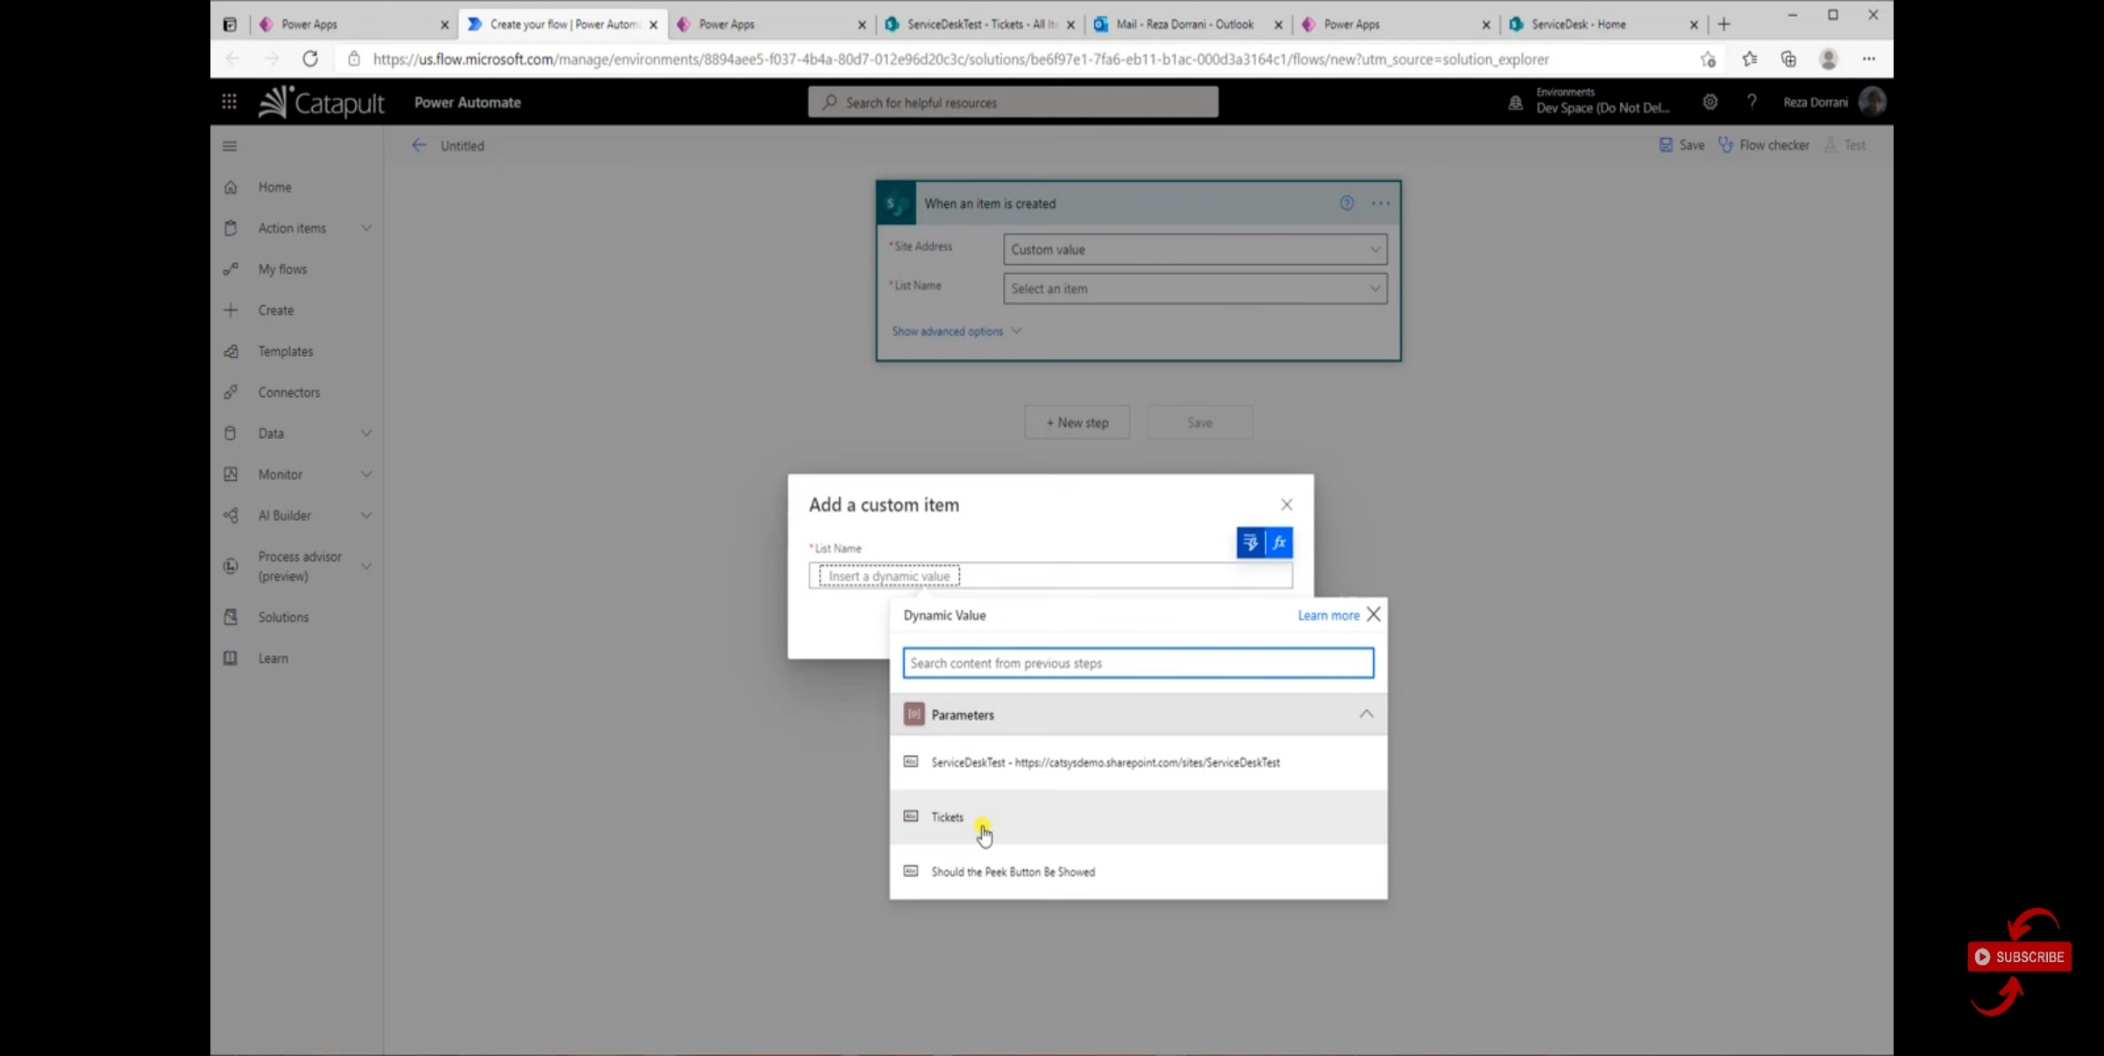 Power Apps
Create your flow | Power Autom
Power Apps
ServiceDeskTest - Tickets - All It
Mail - Reza Dorrani - Outlook
Power Apps
ServiceDesk - Home
https://us.flow.microsoft.com/manage/environments/8894aee5-f037-4b4a-80d7-012e96d20c3c/solutions/be6f97e1-7fa6-eb11-b1ac-000d3a3164c1/flows/new?utm_source=solution_explorer
Catapult
Power Automate
Search for helpful resources
Environments
Dev Space (Do Not Del...
Reza Dorrani
Untitled
Save
Flow checker
Test
Home
Action items
My flows
Create
Templates
Connectors
Data
Monitor
AI Builder
Process advisor
(preview)
Solutions
Learn
When an item is created
* Site Address
Custom value
* List Name
Select an item
Show advanced options
+ New step
Save
Add a custom item
* List Name
fx
Insert a dynamic value
Dynamic Value
Learn more
Search content from previous steps
Parameters
ServiceDeskTest - https://catsysdemo.sharepoint.com/sites/ServiceDeskTest
Tickets
Should the Peek Button Be Showed
SUBSCRIBE